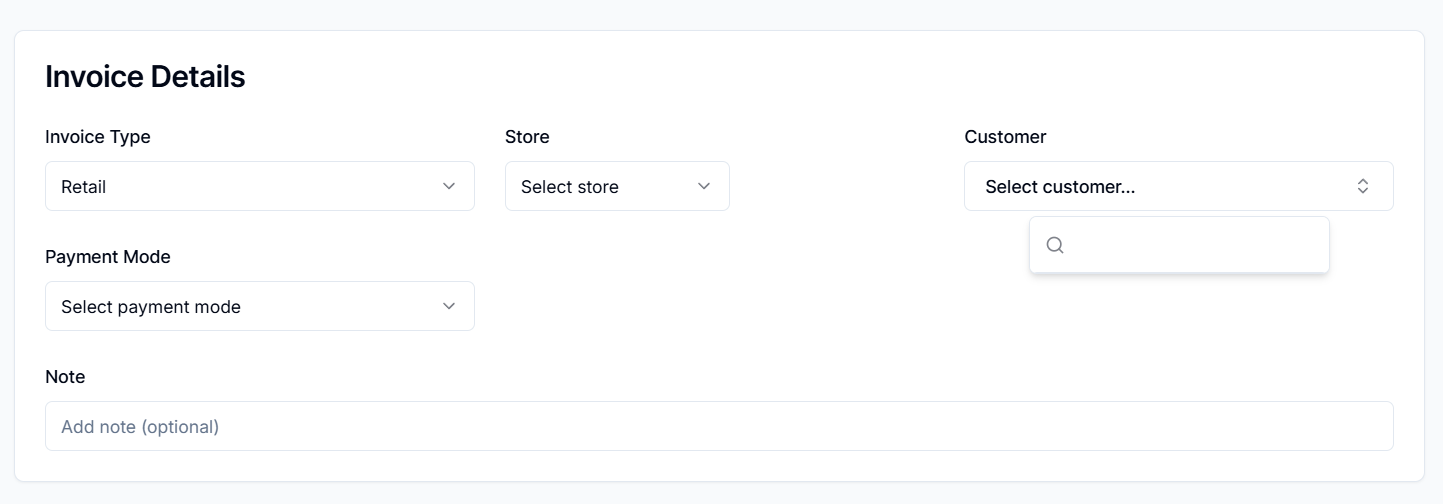 Invoice Details
Invoice Type
Store
Customer
Retail
Select store
Select customer...
Payment Mode
Select payment mode
Note
Add note (optional)